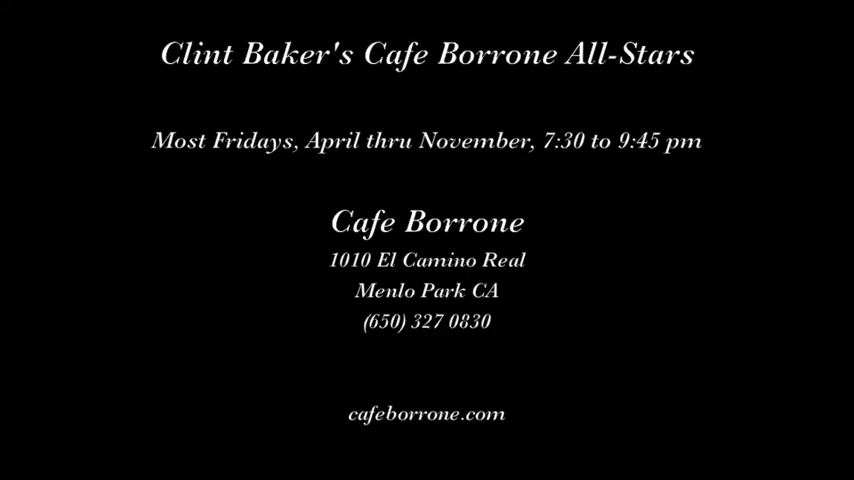 Clint Baker's Cafe Borrone All-Stars
Most Fridays, April thru November, 7:30 to 9:45 pm
Cafe Borrone
1010 El Camino Real
Menlo Park CA
(650) 327 0830
cafeborrone.com